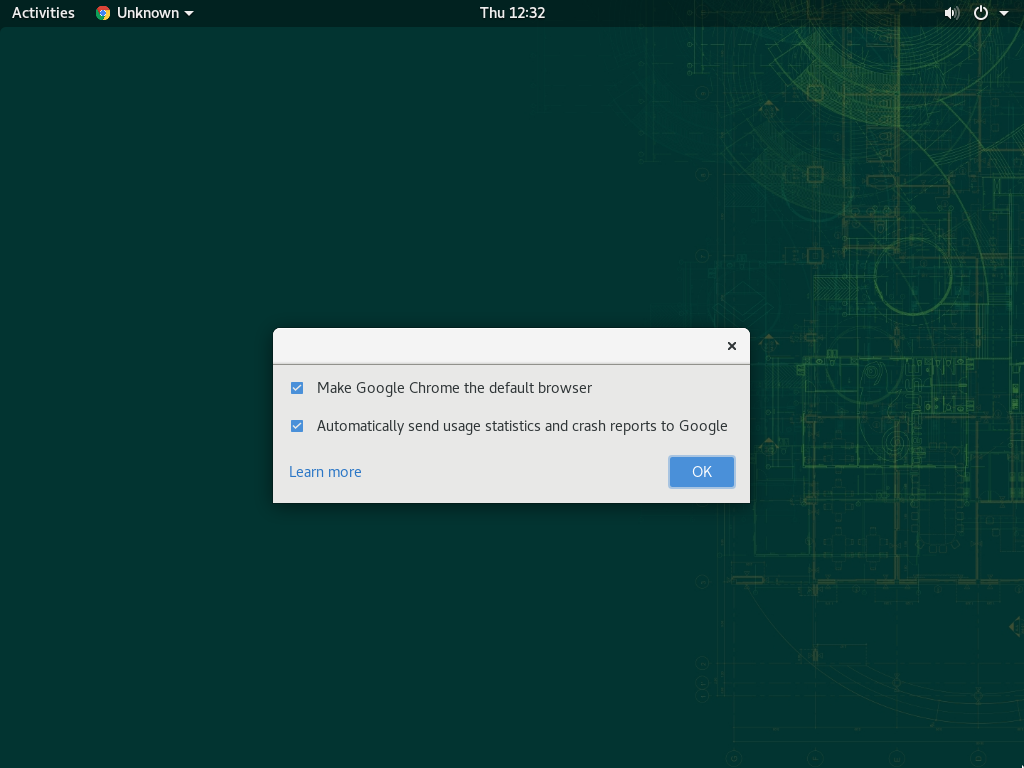 Activities Unknown Thu 12:32
Make Google Chrome the default browser
Automatically send usage statistics and crash reports to Google
Learn more OK